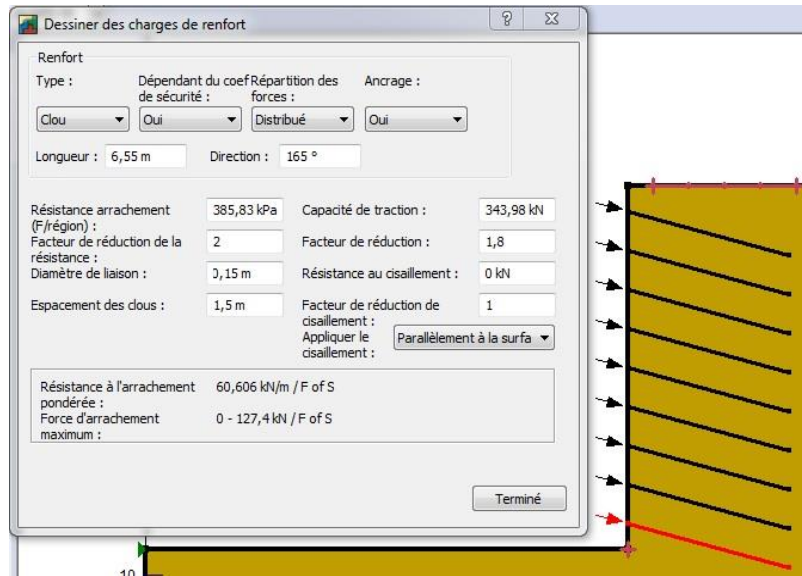 Dessiner des charges de renfort
Renfort
Type :
Dépendant du coef
de sécurité :
Répartition des
forces :
Ancrage :
Clou
Oui
Distribué
Oui
Longueur : 6,55 m
Direction : 165 °
Résistance arrachement
(F/région) :
385,83 kPa
Capacité de traction :
343,98 kN
Facteur de réduction de la
résistance :
2
Facteur de réduction :
1,8
Diamètre de liaison :
0,15 m
Résistance au cisaillement :
0 kN
Espacement des clous :
1,5 m
Facteur de réduction de
cisaillement :
1
Appliquer le
cisaillement :
Parallèlement à la surfa
Résistance à l'arrachement
pondérée :
60,606 kN/m / F of S
Force d'arrachement
maximum :
0 - 127,4 kN / F of S
Terminé
10